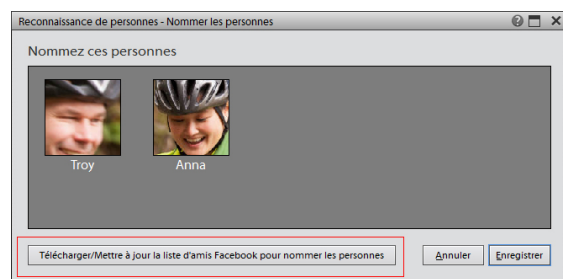 Reconnaissance de personnes - Nommer les personnes
Nommez ces personnes
Troy
Anna
Télécharger/Mettre à jour la liste d'amis Facebook pour nommer les personnes
Annuler
Enregistrer